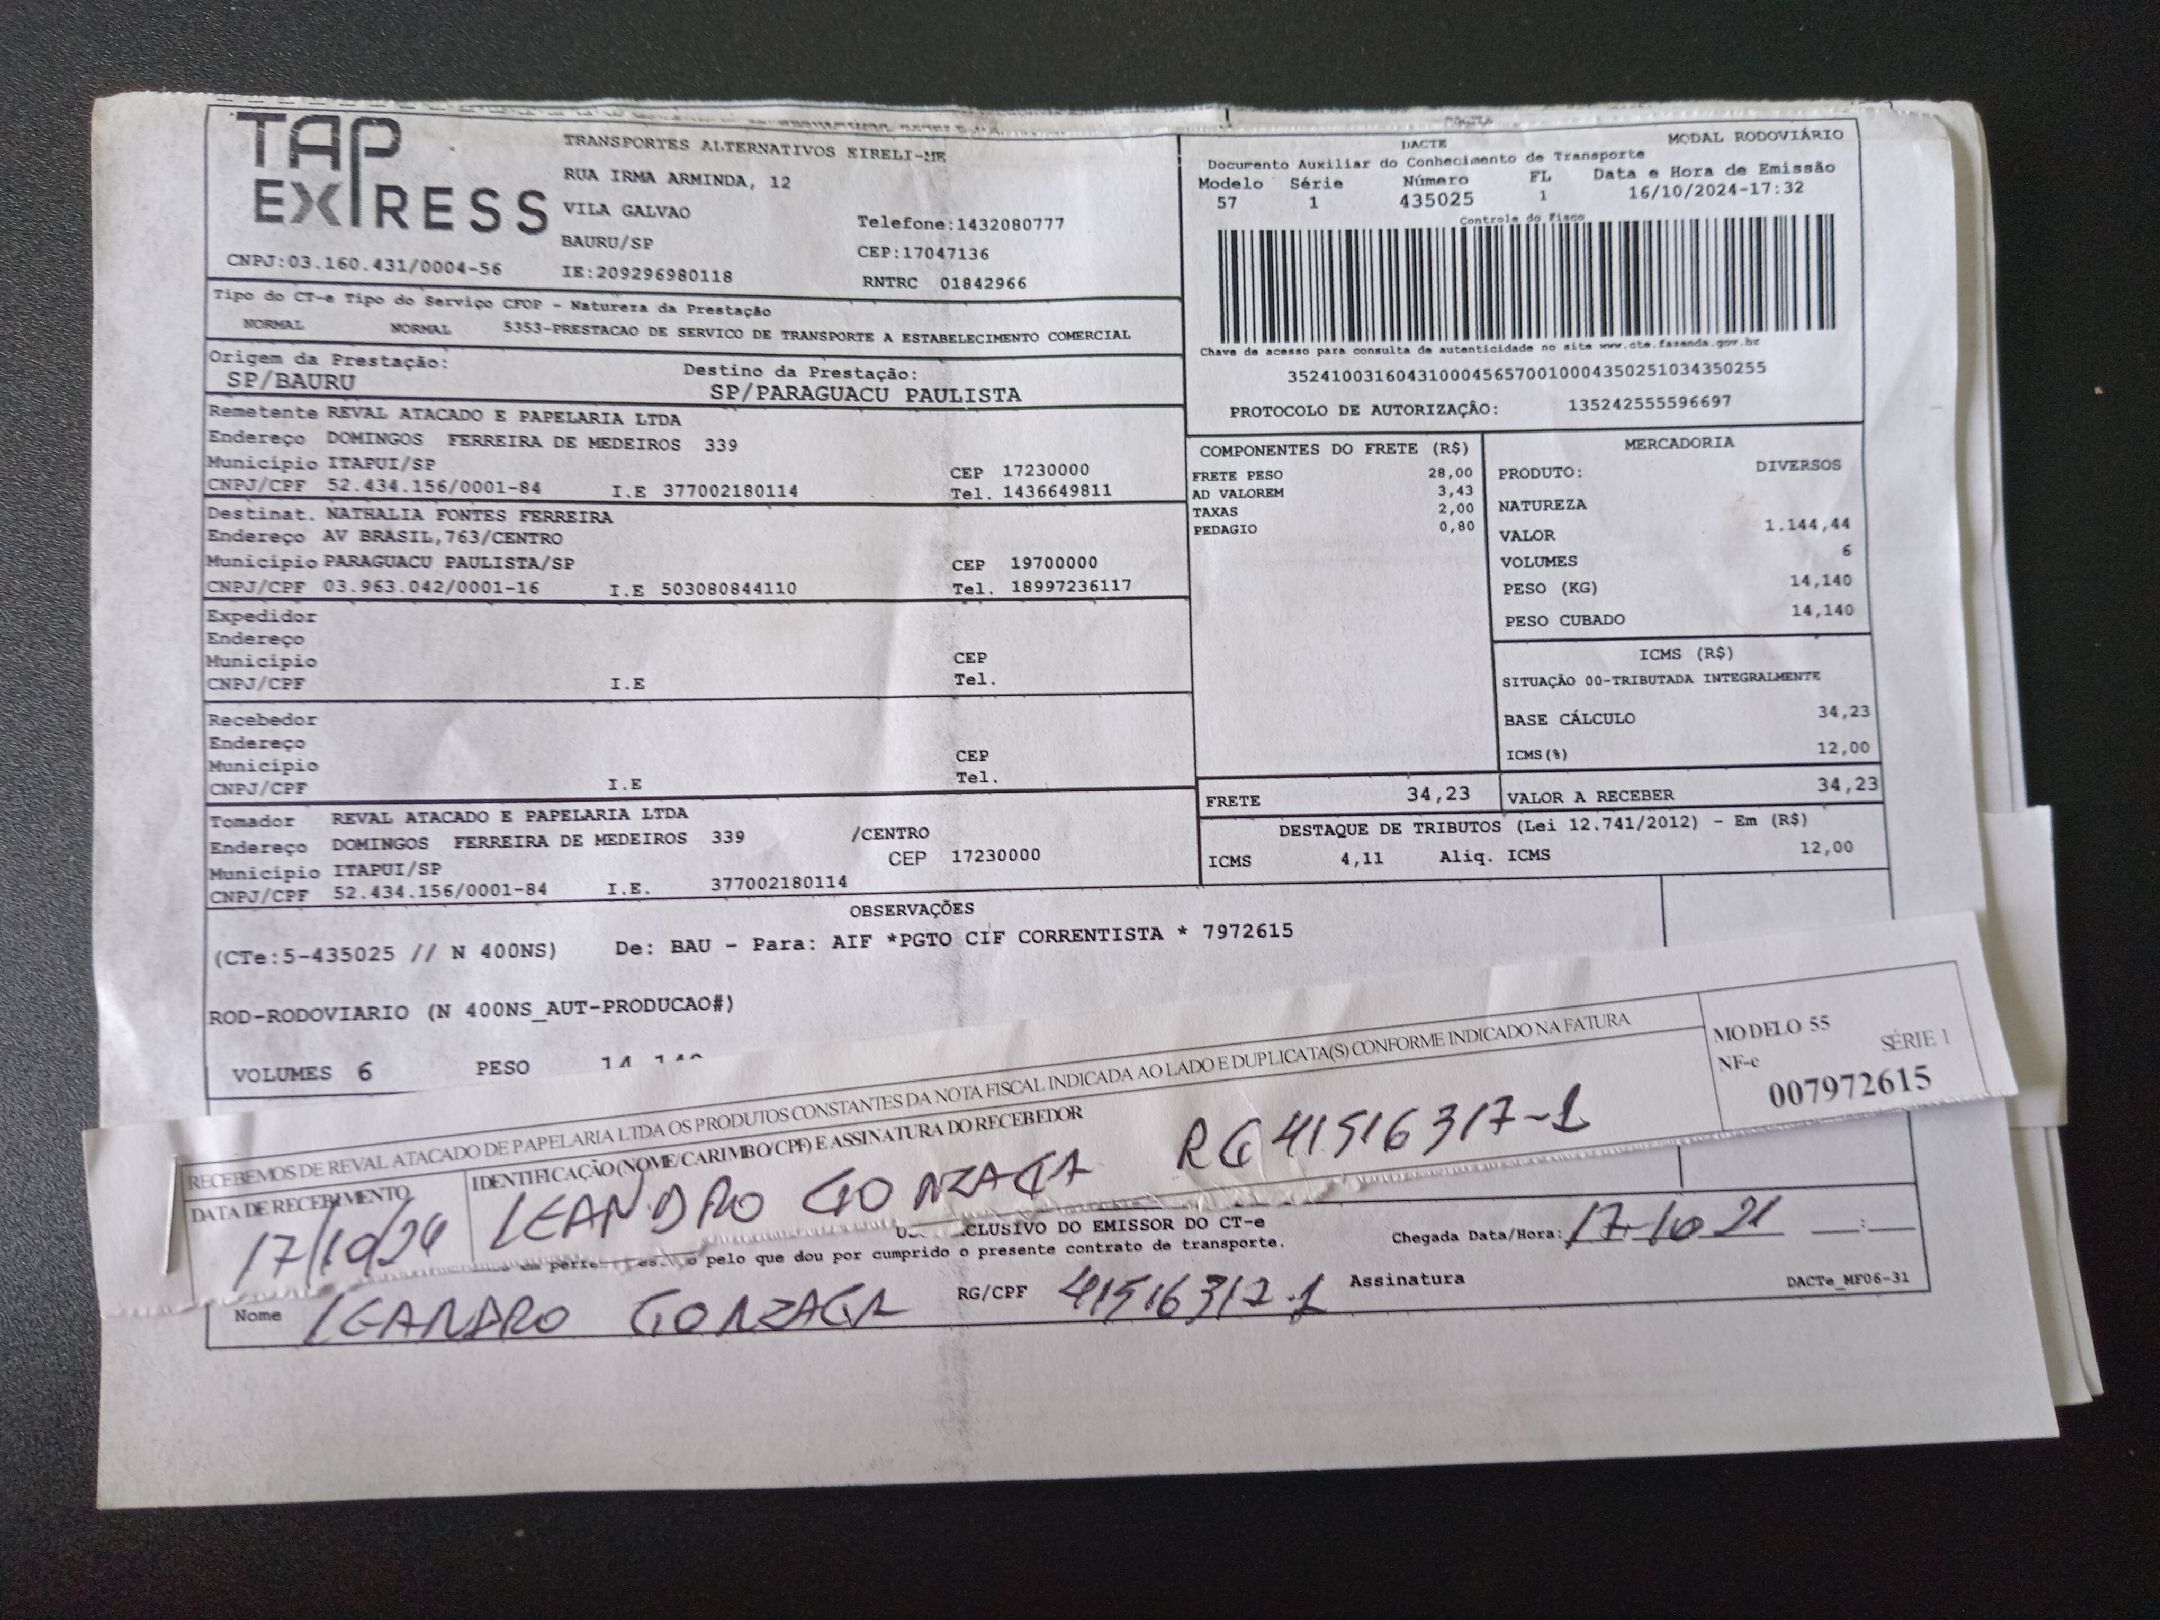 TAP EXPRESS
TRANSPORTES ALTERNATIVOS EIRELI-ME
RUA IRMA ARMINDA, 12
VILA GALVAO
Telefone:1432080777
BAURU/SP
CEP:17047136
CNPJ:03.160.431/0004-56
IE:209296980118
RNTRC 01842966
DACTE
MODAL RODOVIÁRIO
Documento Auxiliar do Conhecimento de Transporte
Modelo Série Número FL Data e Hora de Emissão
57 1 435025 1 16/10/2024-17:32
Controle do Fisco
Chave de acesso para consulta de autenticidade no site www.cte.fazenda.gov.br
35241003160431000456570010004350251034350255
PROTOCOLO DE AUTORIZAÇÃO: 135242555596697
Tipo do CT-e Tipo do Serviço CFOP - Natureza da Prestação
NORMAL NORMAL 5353-PRESTACAO DE SERVICO DE TRANSPORTE A ESTABELECIMENTO COMERCIAL
Origem da Prestação: Destino da Prestação:
SP/BAURU SP/PARAGUACU PAULISTA
Remetente REVAL ATACADO E PAPELARIA LTDA
Endereço DOMINGOS FERREIRA DE MEDEIROS 339
Município ITAPUI/SP CEP 17230000
CNPJ/CPF 52.434.156/0001-84 I.E 377002180114 Tel. 1436649811
Destinat. NATHALIA FONTES FERREIRA
Endereço AV BRASIL,763/CENTRO
Município PARAGUACU PAULISTA/SP CEP 19700000
CNPJ/CPF 03.963.042/0001-16 I.E 503080844110 Tel. 18997236117
Expedidor
Endereço
Município CEP
CNPJ/CPF I.E Tel.
Recebedor
Endereço
Município CEP
CNPJ/CPF I.E Tel.
Tomador REVAL ATACADO E PAPELARIA LTDA
Endereço DOMINGOS FERREIRA DE MEDEIROS 339 /CENTRO
Município ITAPUI/SP CEP 17230000
CNPJ/CPF 52.434.156/0001-84 I.E. 377002180114
COMPONENTES DO FRETE (R$)
FRETE PESO 28,00
AD VALOREM 3,43
TAXAS 2,00
PEDAGIO 0,80
MERCADORIA
PRODUTO: DIVERSOS
NATUREZA
VALOR 1.144,44
VOLUMES 6
PESO (KG) 14,140
PESO CUBADO 14,140
ICMS (R$)
SITUAÇÃO 00-TRIBUTADA INTEGRALMENTE
BASE CÁLCULO 34,23
ICMS(%) 12,00
FRETE 34,23 VALOR A RECEBER 34,23
DESTAQUE DE TRIBUTOS (Lei 12.741/2012) - Em (R$)
ICMS 4,11 Aliq. ICMS 12,00
OBSERVAÇÕES
(CTe:5-435025 // N 400NS) De: BAU - Para: AIF *PGTO CIF CORRENTISTA * 7972615
ROD-RODOVIARIO (N 400NS_AUT-PRODUCAO#)
VOLUMES 6 PESO 14,140
RECEBEMOS DE REVAL ATACADO DE PAPELARIA LTDA OS PRODUTOS CONSTANTES DA NOTA FISCAL INDICADA AO LADO E DUPLICATA(S) CONFORME INDICADO NA FATURA
MODELO 55 SÉRIE 1
NF-e
007972615
DATA DE RECEBIMENTO IDENTIFICAÇÃO (NOME/CARIMBO/CPF) E ASSINATURA DO RECEBEDOR
17/10/24 LEANDRO GONZAGA RG 41516317-1
CLUSIVO DO EMISSOR DO CT-e
o pelo que dou por cumprido o presente contrato de transporte.
Chegada Data/Hora: 17-10 21 __:__
Nome LEANDRO GONZAGA RG/CPF 41516317-1 Assinatura
DACTe_MF06-31